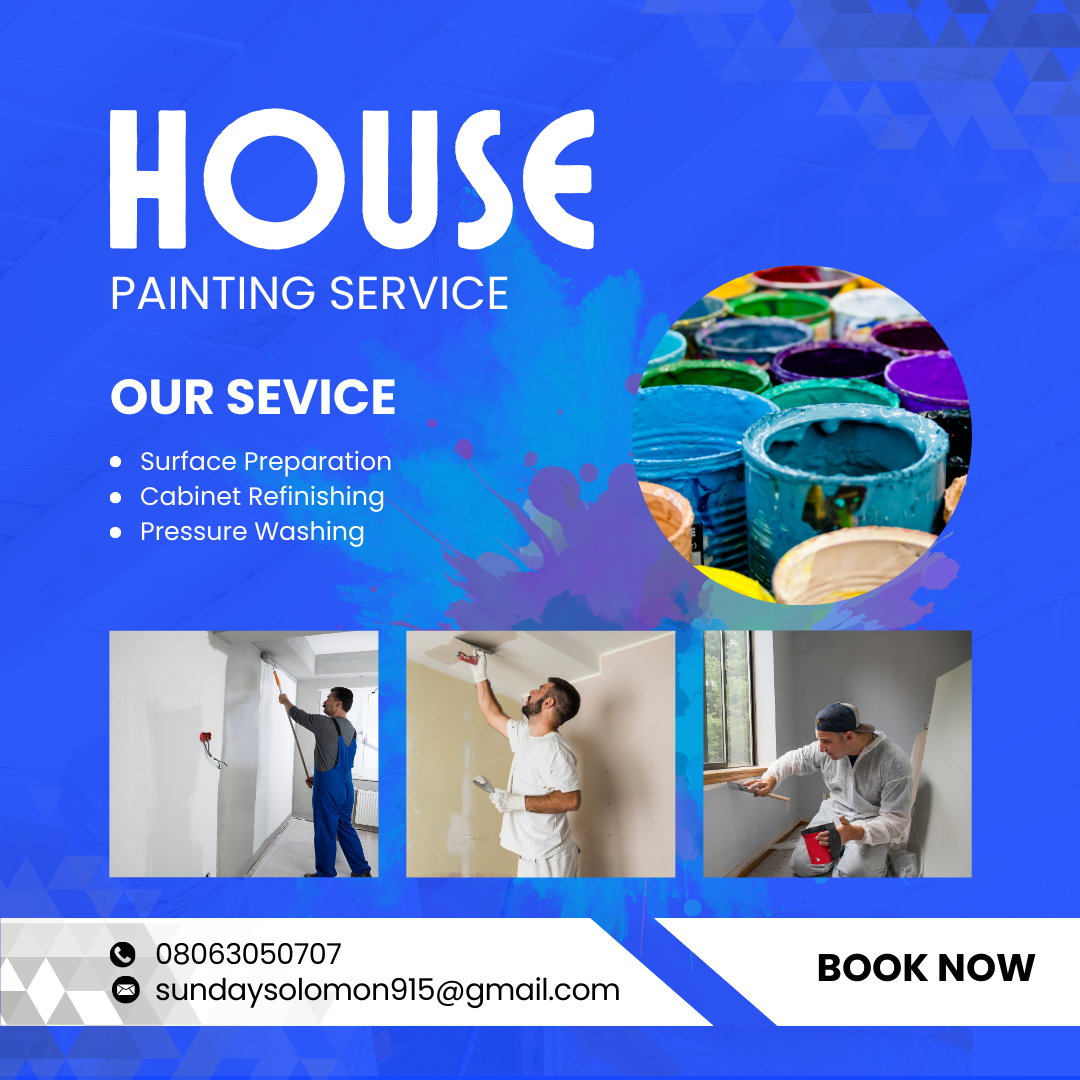 HOUSE
PAINTING SERVICE
OUR SEVICE
Surface Preparation
Cabinet Refinishing
Pressure Washing
08063050707
sundaysolomon915@gmail.com
BOOK NOW